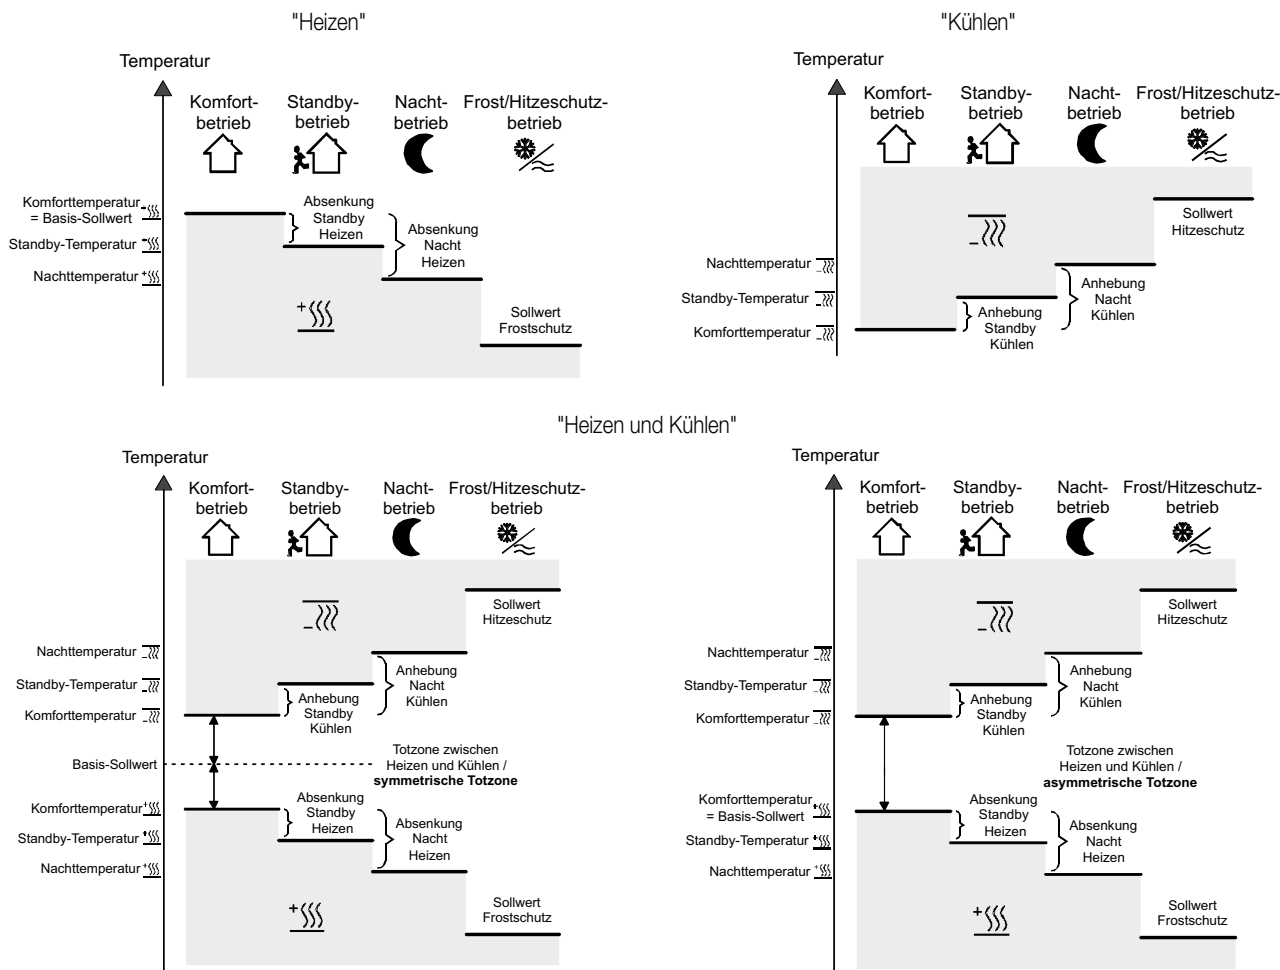 "Heizen"
Temperatur
Komfort-
betrieb
Standby-
betrieb
Nacht-
betrieb
Frost/Hitzeschutz-
betrieb
Komforttemperatur
= Basis-Sollwert
Standby-Temperatur
Nachttemperatur
Absenkung
Standby
Heizen
Absenkung
Nacht
Heizen
Sollwert
Frostschutz
"Kühlen"
Temperatur
Komfort-
betrieb
Standby-
betrieb
Nacht-
betrieb
Frost/Hitzeschutz-
betrieb
Nachttemperatur
Standby-Temperatur
Komforttemperatur
Sollwert
Hitzeschutz
Anhebung
Standby
Kühlen
Anhebung
Nacht
Kühlen
"Heizen und Kühlen"
Temperatur
Komfort-
betrieb
Standby-
betrieb
Nacht-
betrieb
Frost/Hitzeschutz-
betrieb
Sollwert
Hitzeschutz
Nachttemperatur
Standby-Temperatur
Komforttemperatur
Anhebung
Standby
Kühlen
Anhebung
Nacht
Kühlen
Basis-Sollwert
Totzone zwischen
Heizen und Kühlen /
symmetrische Totzone
Komforttemperatur
Standby-Temperatur
Nachttemperatur
Absenkung
Standby
Heizen
Absenkung
Nacht
Heizen
Sollwert
Frostschutz
Temperatur
Komfort-
betrieb
Standby-
betrieb
Nacht-
betrieb
Frost/Hitzeschutz-
betrieb
Sollwert
Hitzeschutz
Nachttemperatur
Standby-Temperatur
Komforttemperatur
Anhebung
Standby
Kühlen
Anhebung
Nacht
Kühlen
Totzone zwischen
Heizen und Kühlen /
asymmetrische Totzone
Komforttemperatur
= Basis-Sollwert
Standby-Temperatur
Nachttemperatur
Absenkung
Standby
Heizen
Absenkung
Nacht
Heizen
Sollwert
Frostschutz